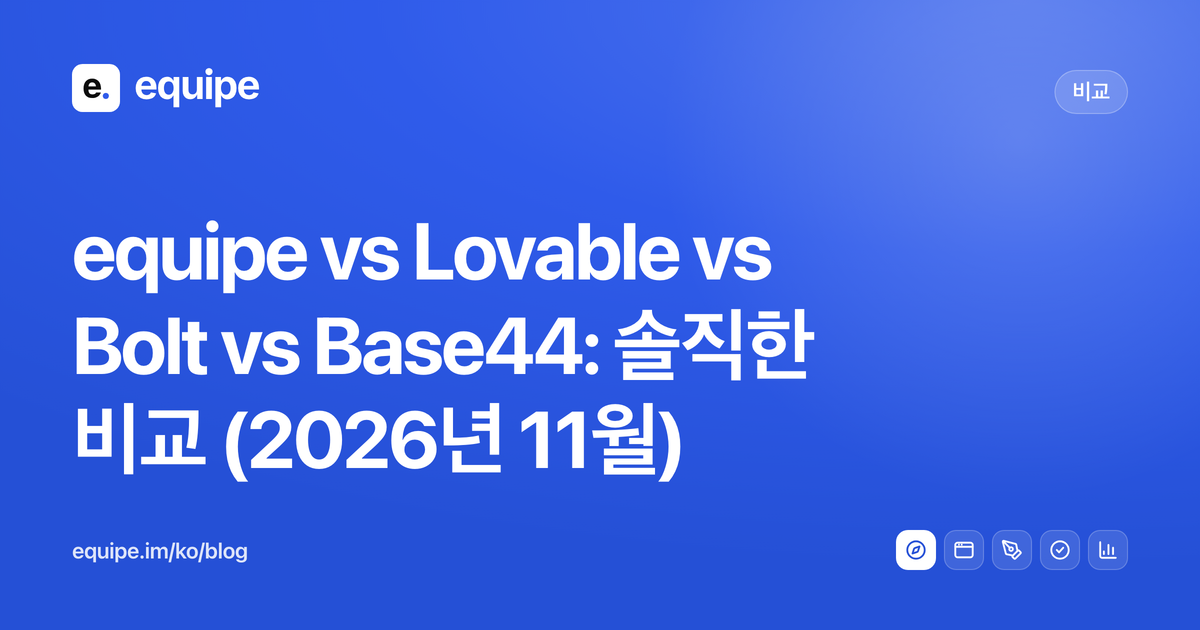 e. equipe
비교
equipe vs Lovable vs
Bolt vs Base44: 솔직한
비교 (2026년 11월)
equipe.im/ko/blog